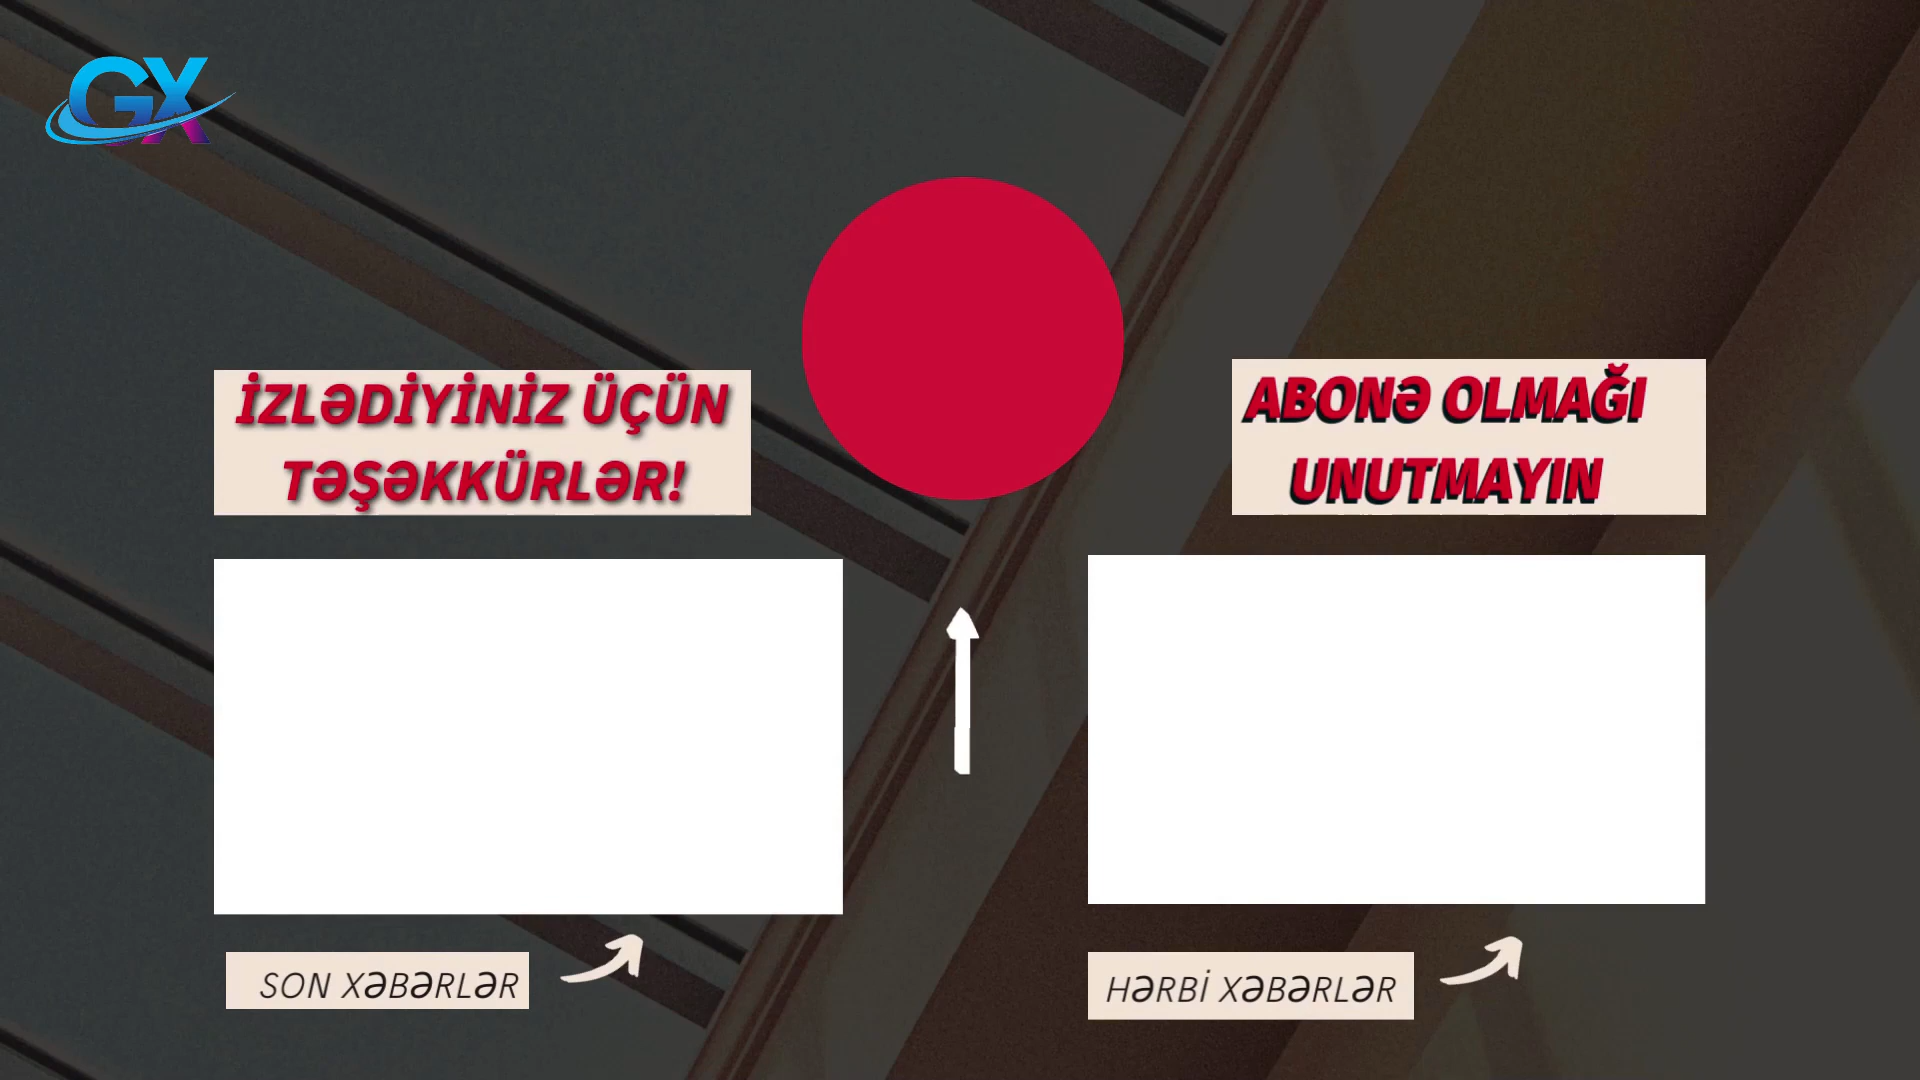 GX
İZLƏDİYİNİZ ÜÇÜN
TƏŞƏKKÜRLƏR!
ABONƏ OLMAĞI
UNUTMAYIN
SON XƏBƏRLƏR
HƏRBİ XƏBƏRLƏR